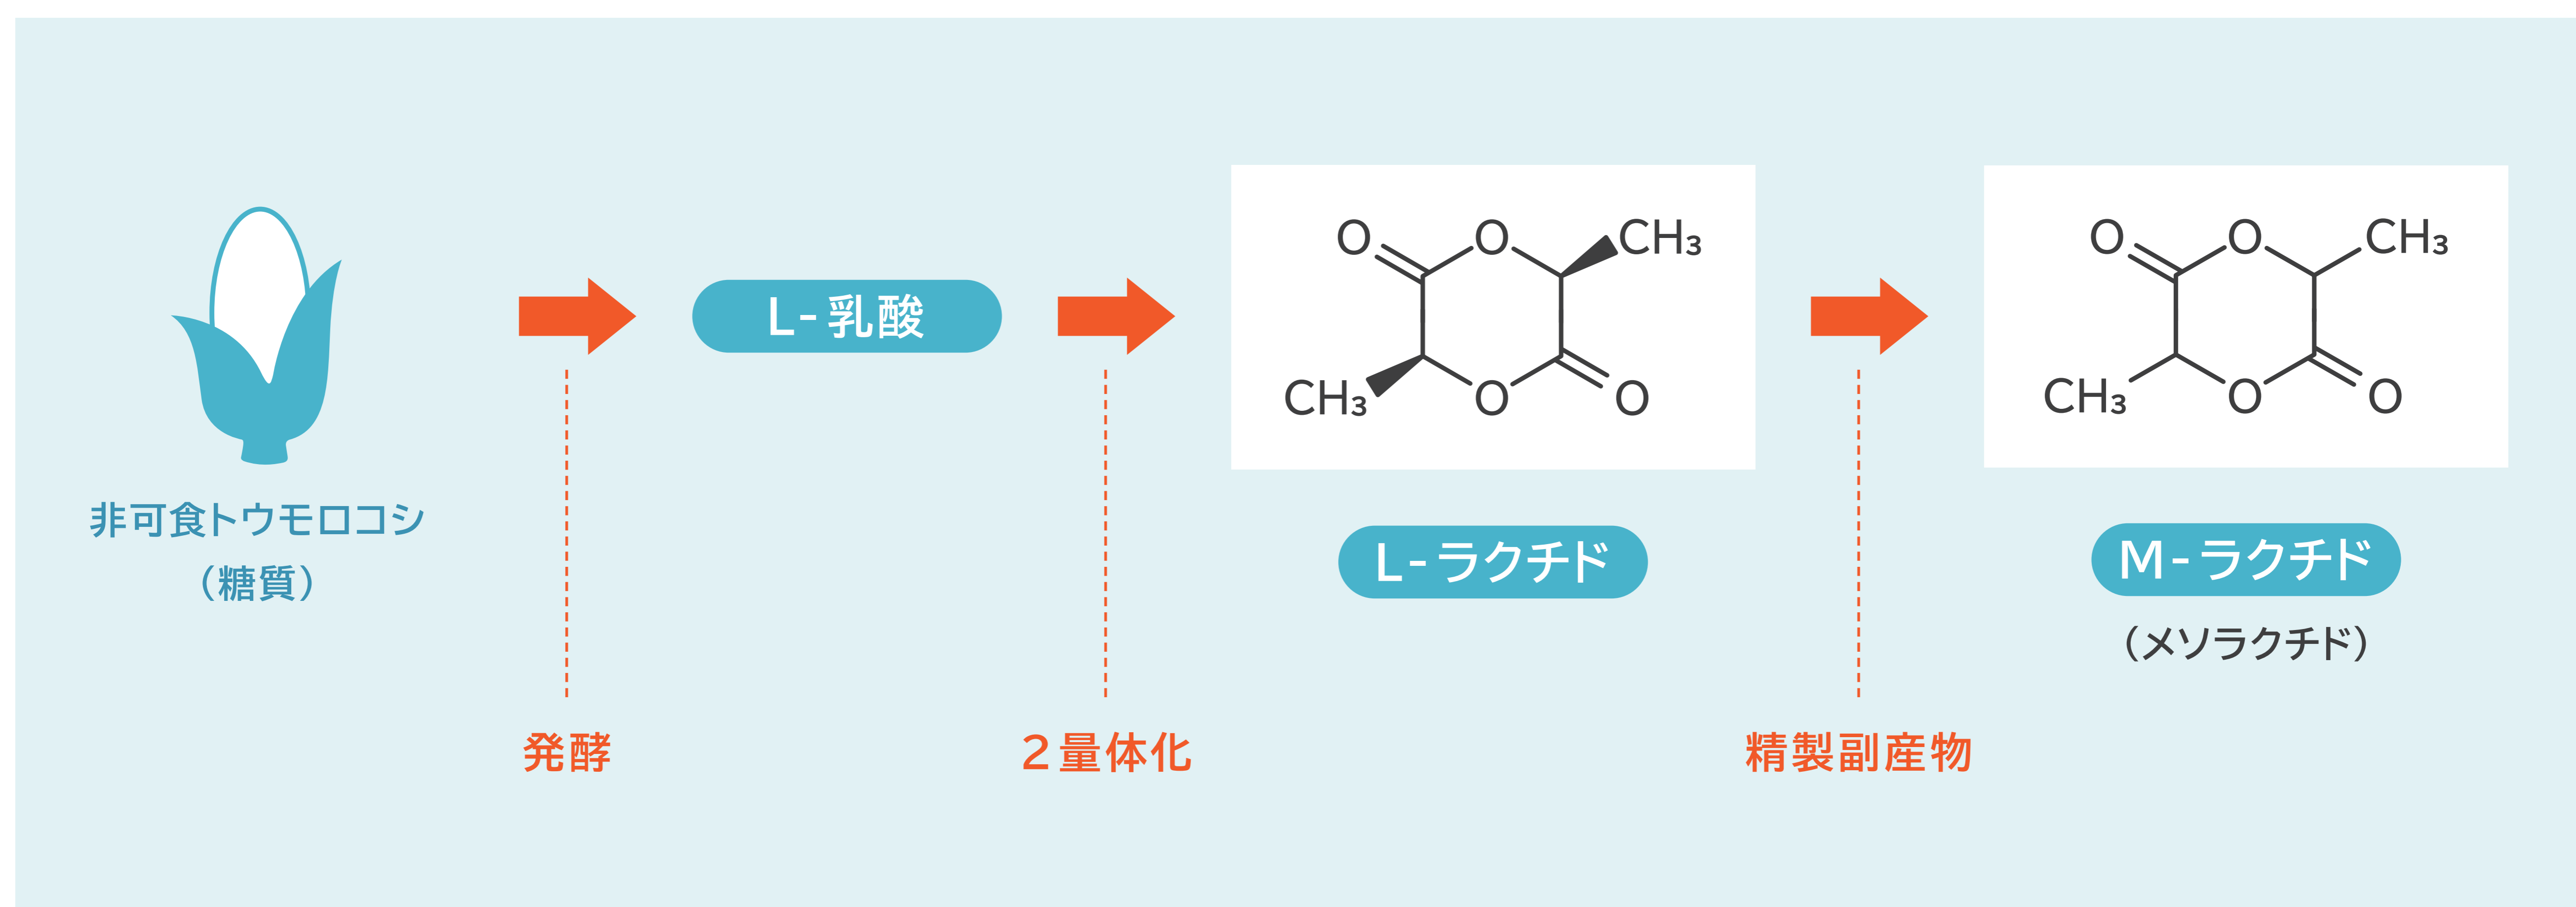 非可食トウモロコシ
（糖質）
L-乳酸
O
O
CH₃
CH₃
O
O
L-ラクチド
O
O
CH₃
CH₃
O
O
M-ラクチド
（メソラクチド）
発酵
2量体化
精製副産物